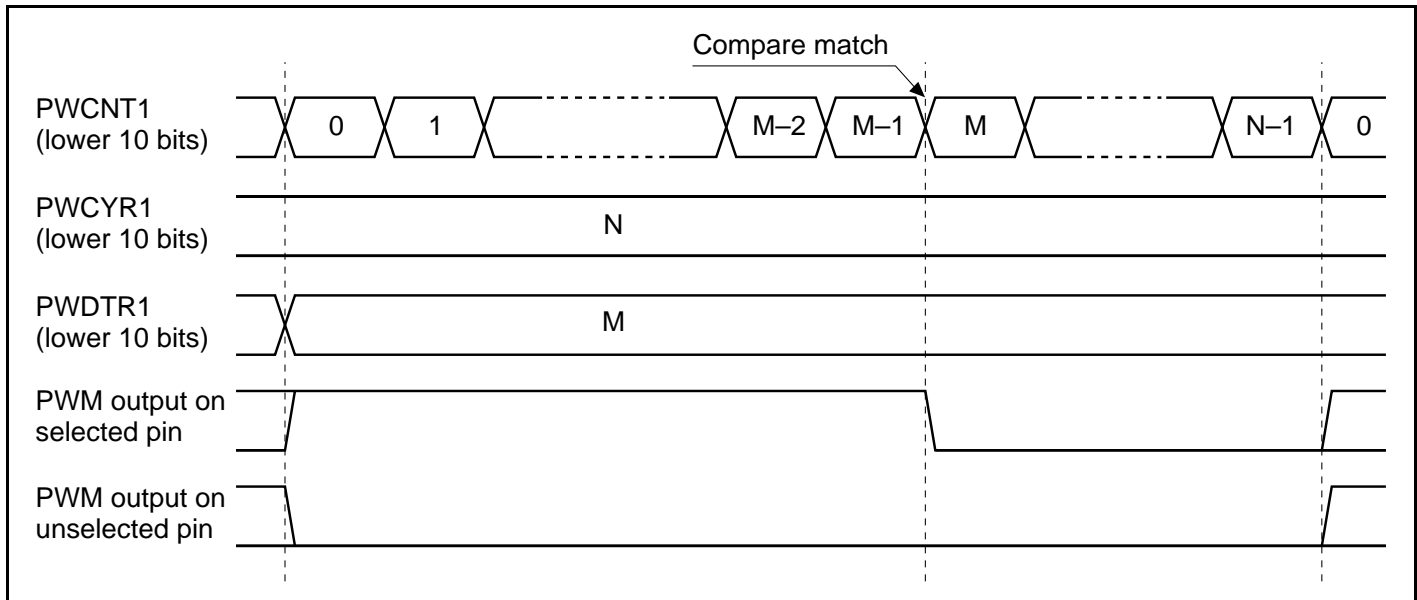 Compare match
PWCNT1
(lower 10 bits)
0 1 M–2 M–1 M N–1 0
PWCYR1
(lower 10 bits)
N
PWDTR1
(lower 10 bits)
M
PWM output on
selected pin
PWM output on
unselected pin